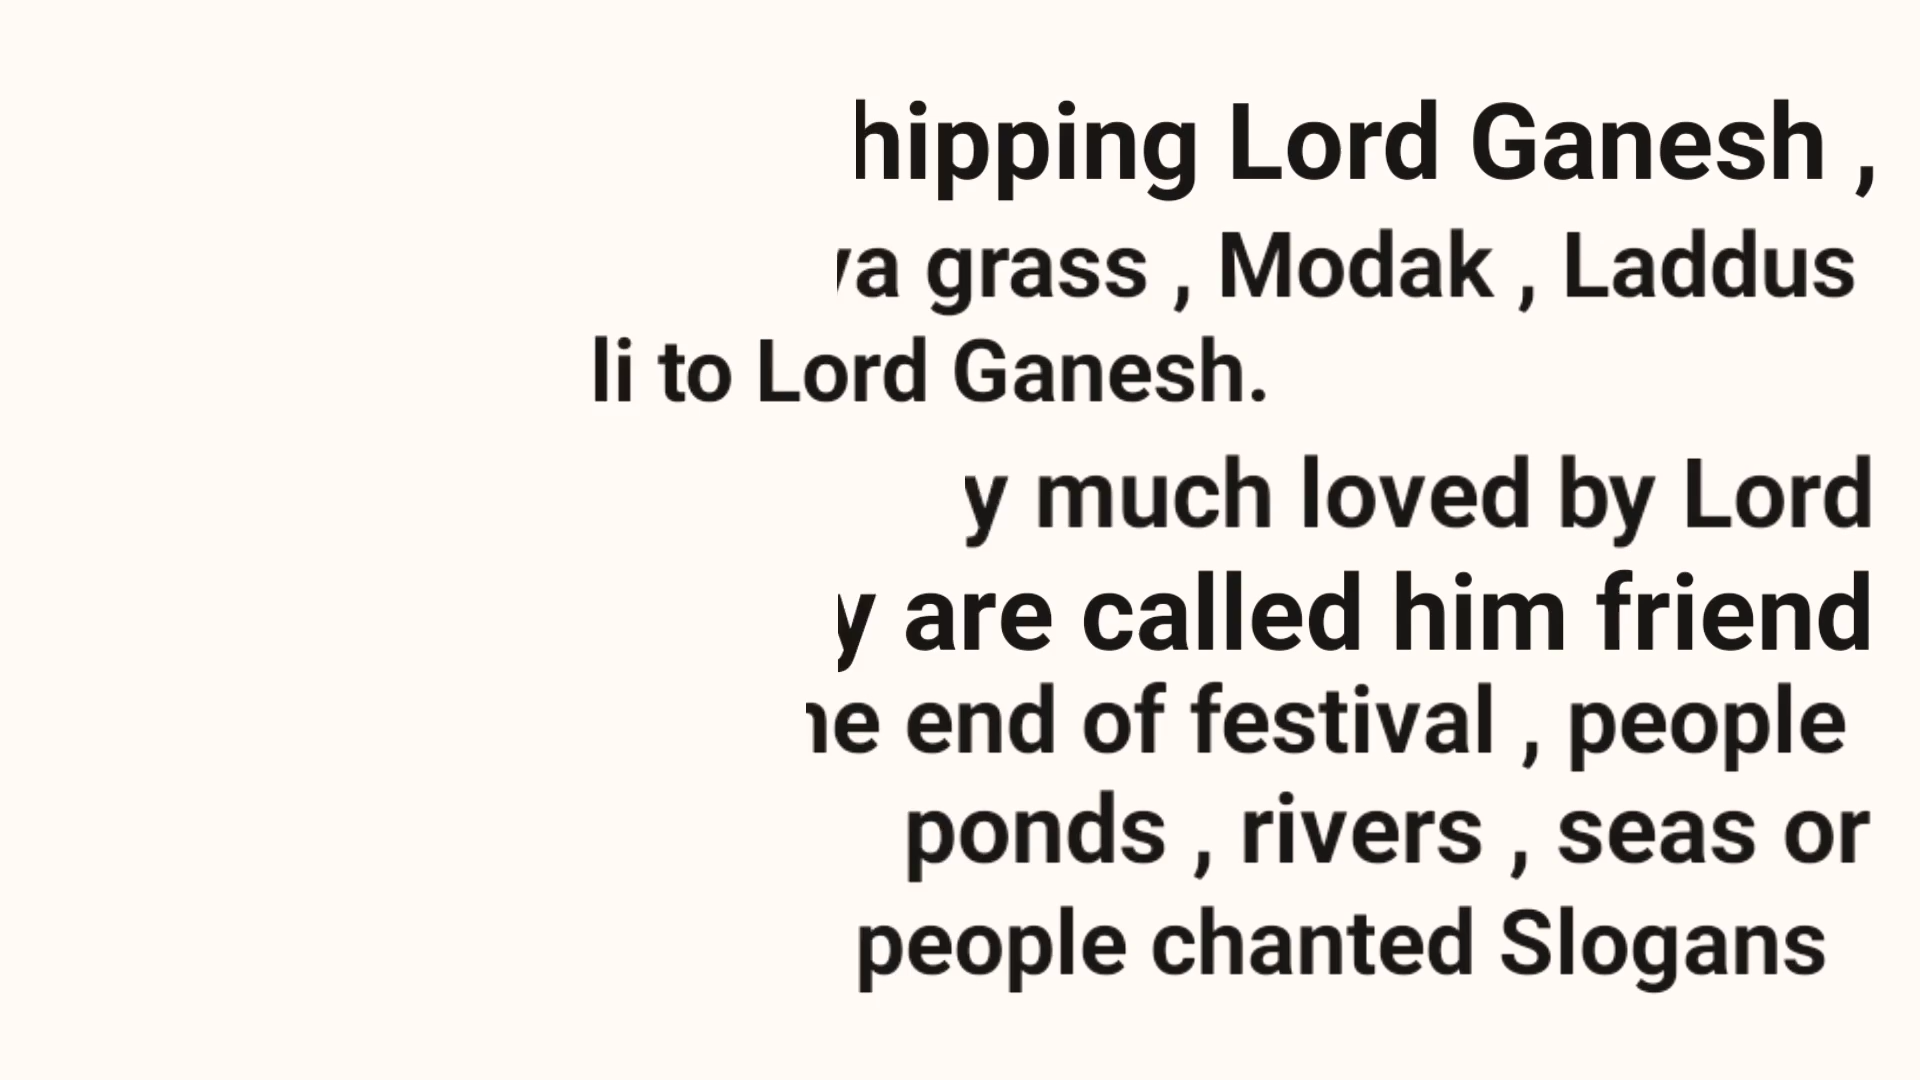 hipping Lord Ganesh ,
va grass , Modak , Laddus
li to Lord Ganesh.
y much loved by Lord
y are called him friend
he end of festival , people
ponds , rivers , seas or
people chanted Slogans